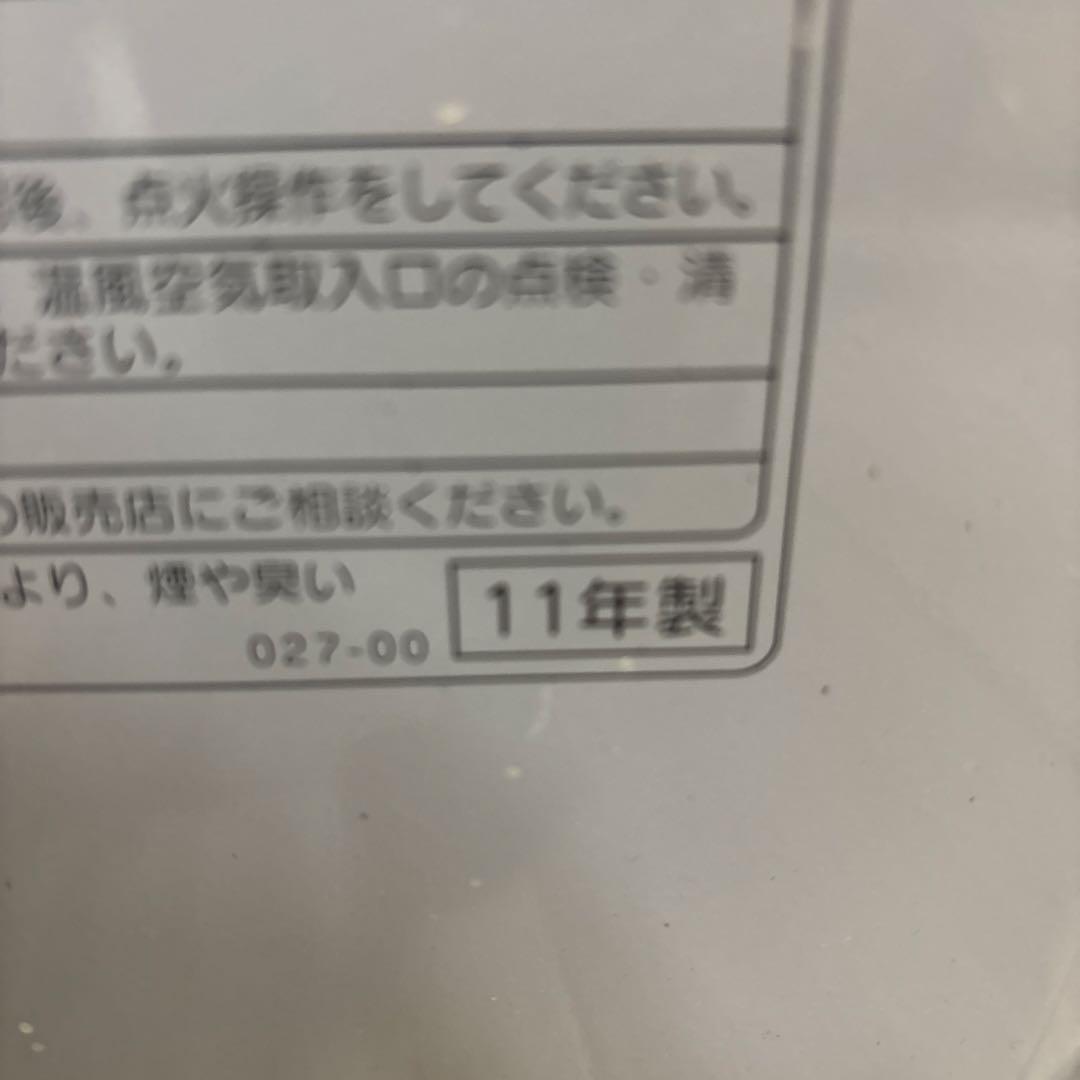 後、点火操作をしてください。
温風空気取入口の点検・清
ださい。
の販売店にご相談ください。
より、煙や臭い
027-00
11年製